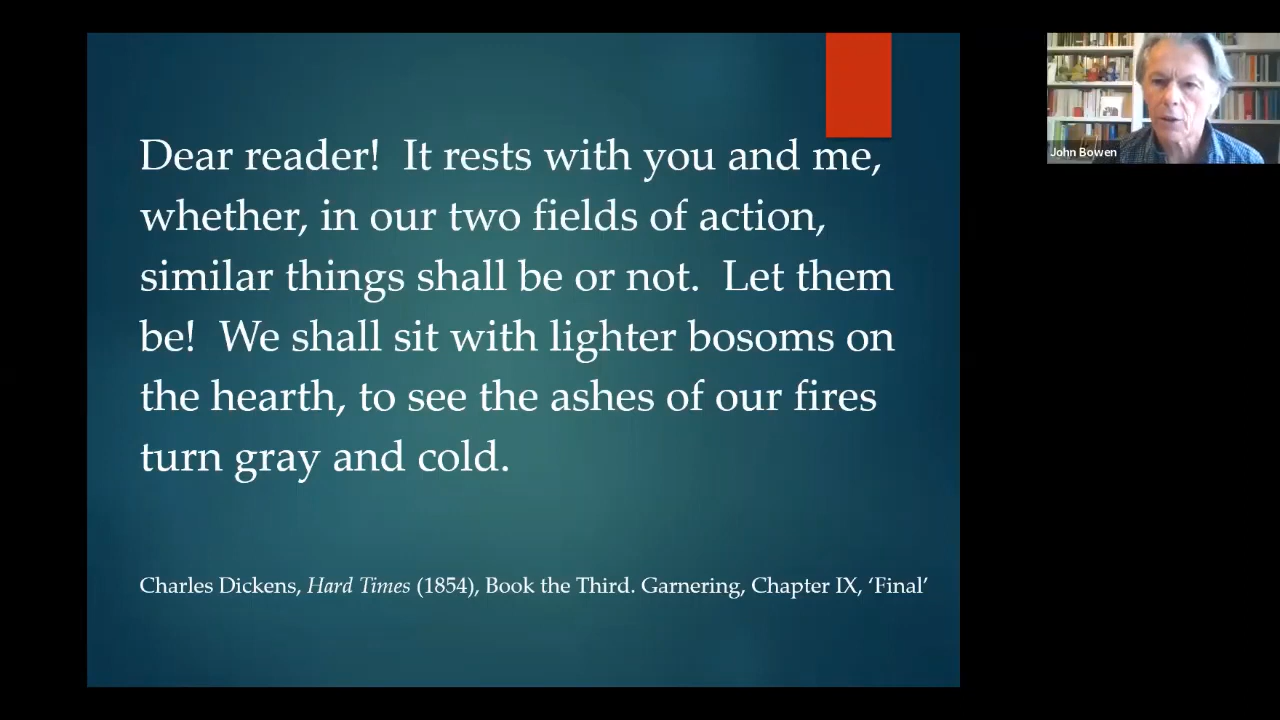 Dear reader!  It rests with you and me,
whether, in our two fields of action,
similar things shall be or not.  Let them
be!  We shall sit with lighter bosoms on
the hearth, to see the ashes of our fires
turn gray and cold.
Charles Dickens, Hard Times (1854), Book the Third. Garnering, Chapter IX, ‘Final’
John Bowen